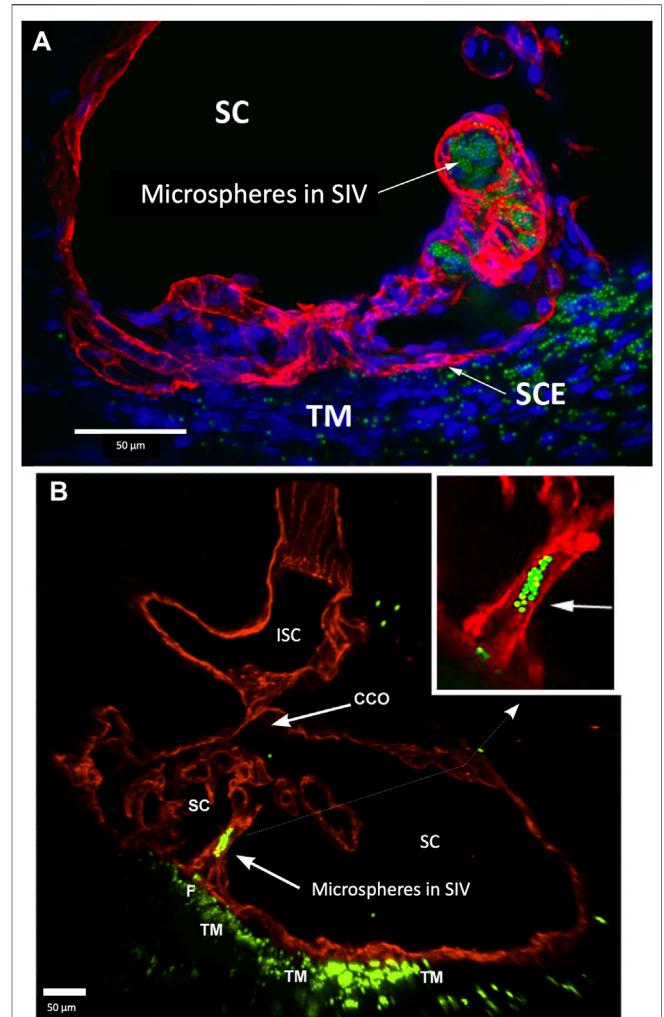 A
SC
Microspheres in SIV
SCE
TM
50 µm
B
ISC
CCO
SC
SC
Microspheres in SIV
F
TM
TM
TM
50 µm